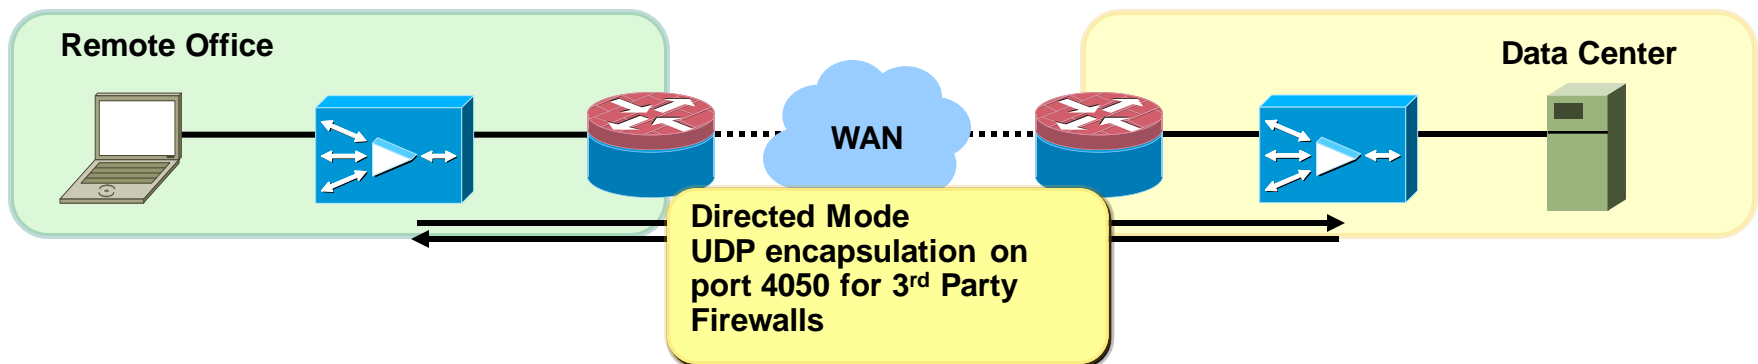 Remote Office
Data Center
WAN
Directed Mode
UDP encapsulation on
port 4050 for 3rd Party
Firewalls